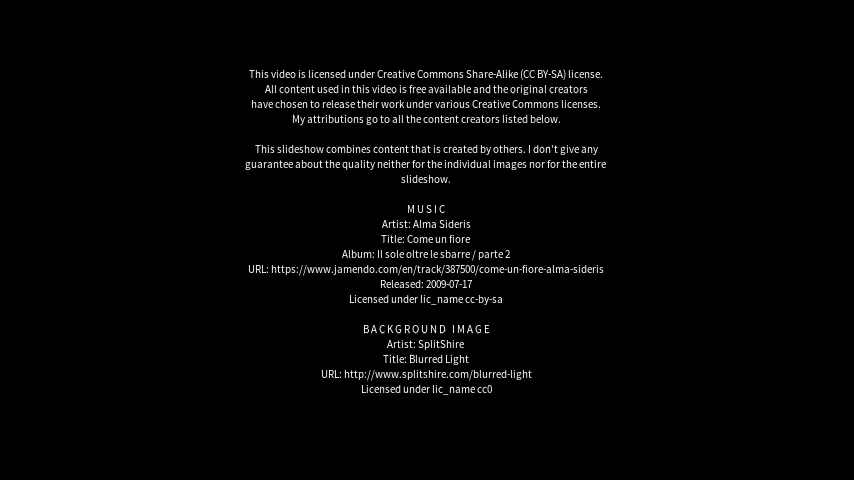 This video is licensed under Creative Commons Share-Alike (CC BY-SA) license.
All content used in this video is free available and the original creators
have chosen to release their work under various Creative Commons licenses.
My attributions go to all the content creators listed below.
This slideshow combines content that is created by others. I don't give any
guarantee about the quality neither for the individual images nor for the entire
slideshow.
MUSIC
Artist: Alma Sideris
Title: Come un fiore
Album: Il sole oltre le sbarre / parte 2
URL: https://www.jamendo.com/en/track/387500/come-un-fiore-alma-sideris
Released: 2009-07-17
Licensed under lic_name cc-by-sa
BACKGROUND IMAGE
Artist: SplitShire
Title: Blurred Light
URL: http://www.splitshire.com/blurred-light
Licensed under lic_name cc0